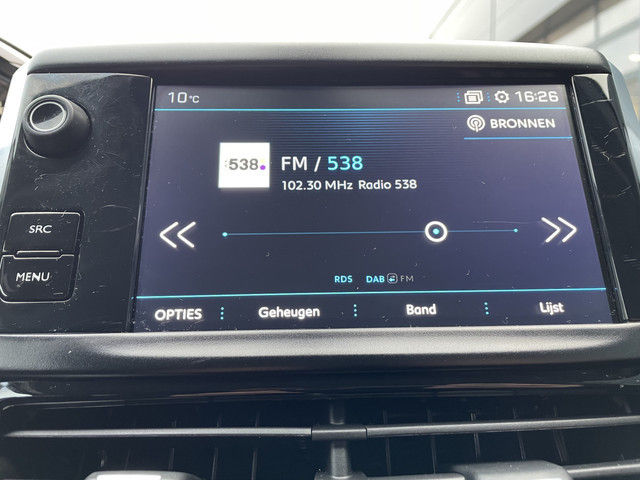 10 °C
16:26
BRONNEN
538
FM / 538
102.30 MHz Radio 538
SRC
MENU
RDS DAB FM
OPTIES Geheugen Band Lijst